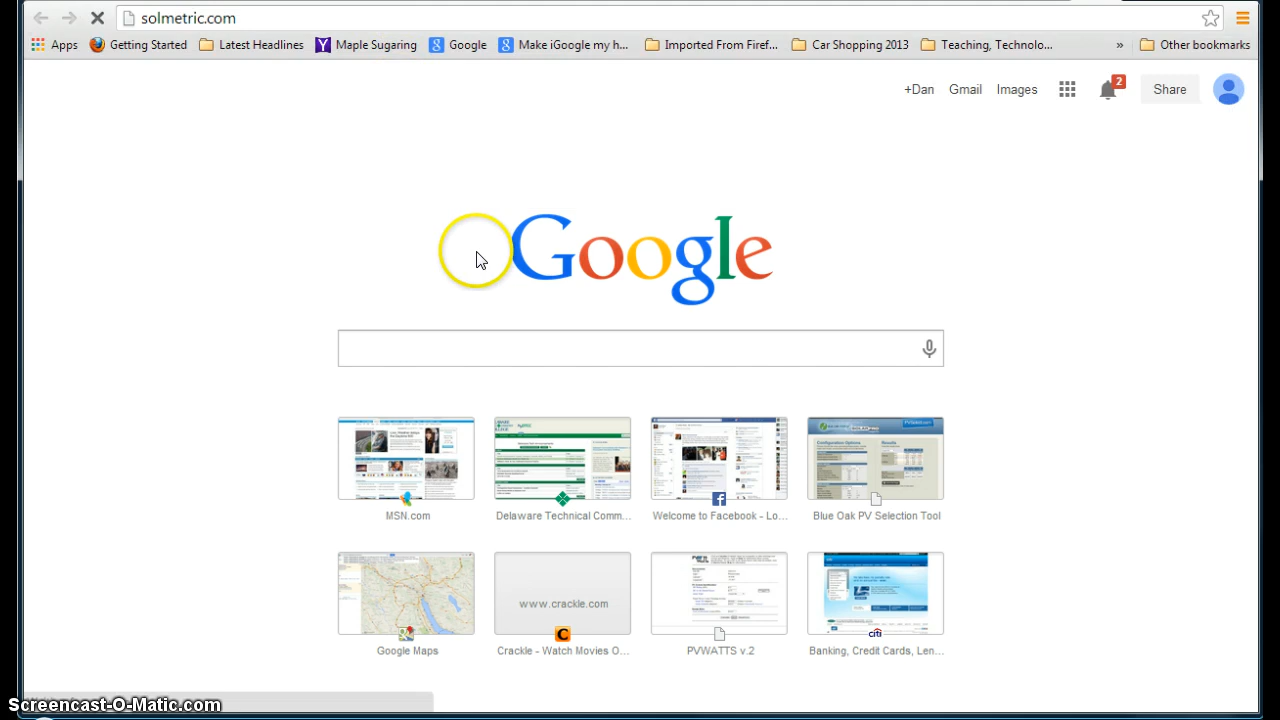 solmetric.com
Apps Getting Started Latest Headlines Maple Sugaring Google Make iGoogle my h... Imported From Firef... Car Shopping 2013 Teaching, Technolo... » Other bookmarks
+Dan Gmail Images 2 Share
Google
MSN.com Delaware Technical Comm... Welcome to Facebook - Lo... Blue Oak PV Selection Tool
www.crackle.com
citi
Google Maps Crackle - Watch Movies O... PVWATTS v.2 Banking, Credit Cards, Len...
Screencast-O-Matic.com